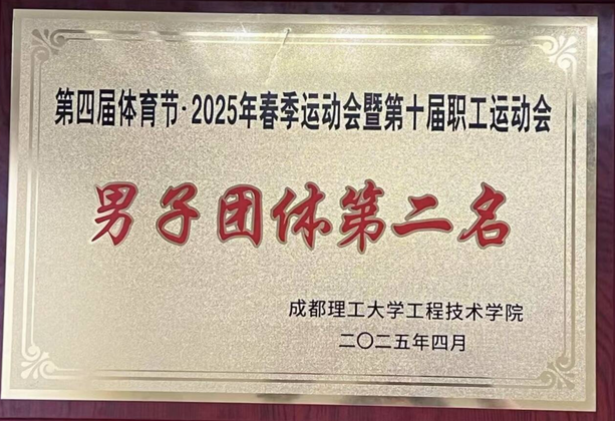 第四届体育节·2025年春季运动会暨第十届职工运动会
男子团体第二名
成都理工大学工程技术学院
二〇二五年四月